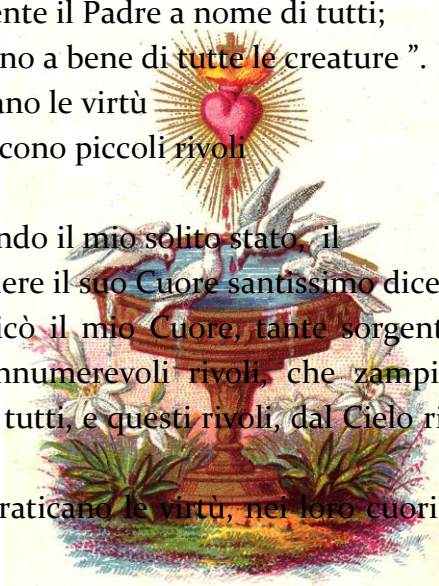 nte il Padre a nome di tutti;
no a bene di tutte le creature ”.
ano le virtù
cono piccoli rivoli
ndo il mio solito stato, il
ere il suo Cuore santissimo dice
icò il mio Cuore, tante sorgent
nnumerevoli rivoli, che zampi
tutti, e questi rivoli, dal Cielo ri
raticano le virtù, nei loro cuori